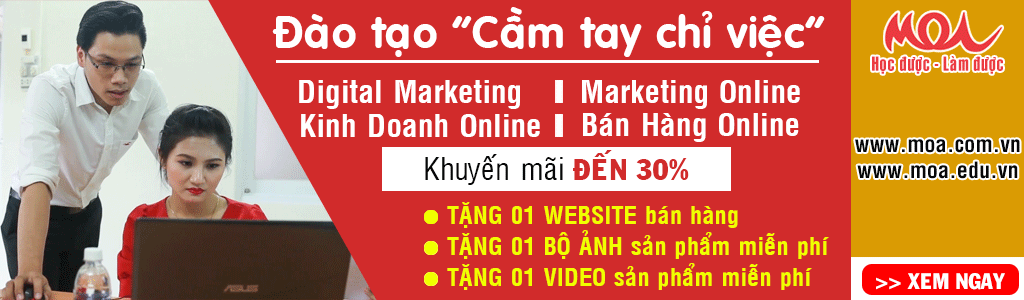 Đào tạo "Cầm tay chỉ việc"
Digital Marketing I Marketing Online
Kinh Doanh Online I Bán Hàng Online
Khuyến mãi ĐẾN 30%
TẶNG 01 WEBSITE bán hàng
TẶNG 01 BỘ ẢNH sản phẩm miễn phí
TẶNG 01 VIDEO sản phẩm miễn phí
ASUS
MOA
Học được - Làm được
www.moa.com.vn
www.moa.edu.vn
>> XEM NGAY